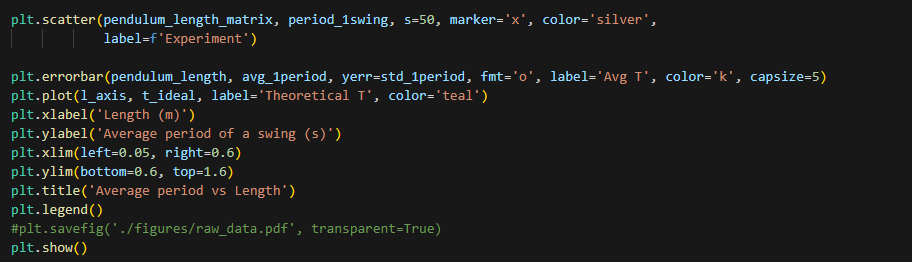 plt.scatter(pendulum_length_matrix, period_1swing, s=50, marker='x', color='silver',
label=f'Experiment')
plt.errorbar(pendulum_length, avg_1period, yerr=std_1period, fmt='o', label='Avg T', color='k', capsize=5)
plt.plot(l_axis, t_ideal, label='Theoretical T', color='teal')
plt.xlabel('Length (m)')
plt.ylabel('Average period of a swing (s)')
plt.xlim(left=0.05, right=0.6)
plt.ylim(bottom=0.6, top=1.6)
plt.title('Average period vs Length')
plt.legend()
#plt.savefig('./figures/raw_data.pdf', transparent=True)
plt.show()